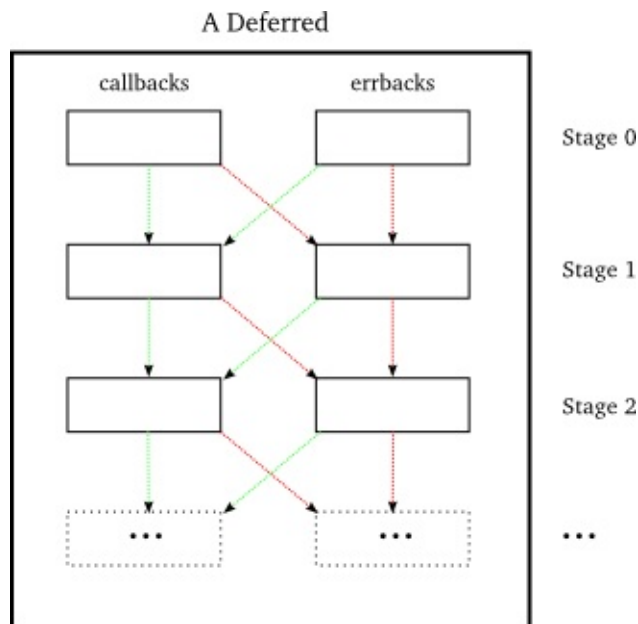 A Deferred
callbacks errbacks
Stage 0
Stage 1
Stage 2
... ... ...